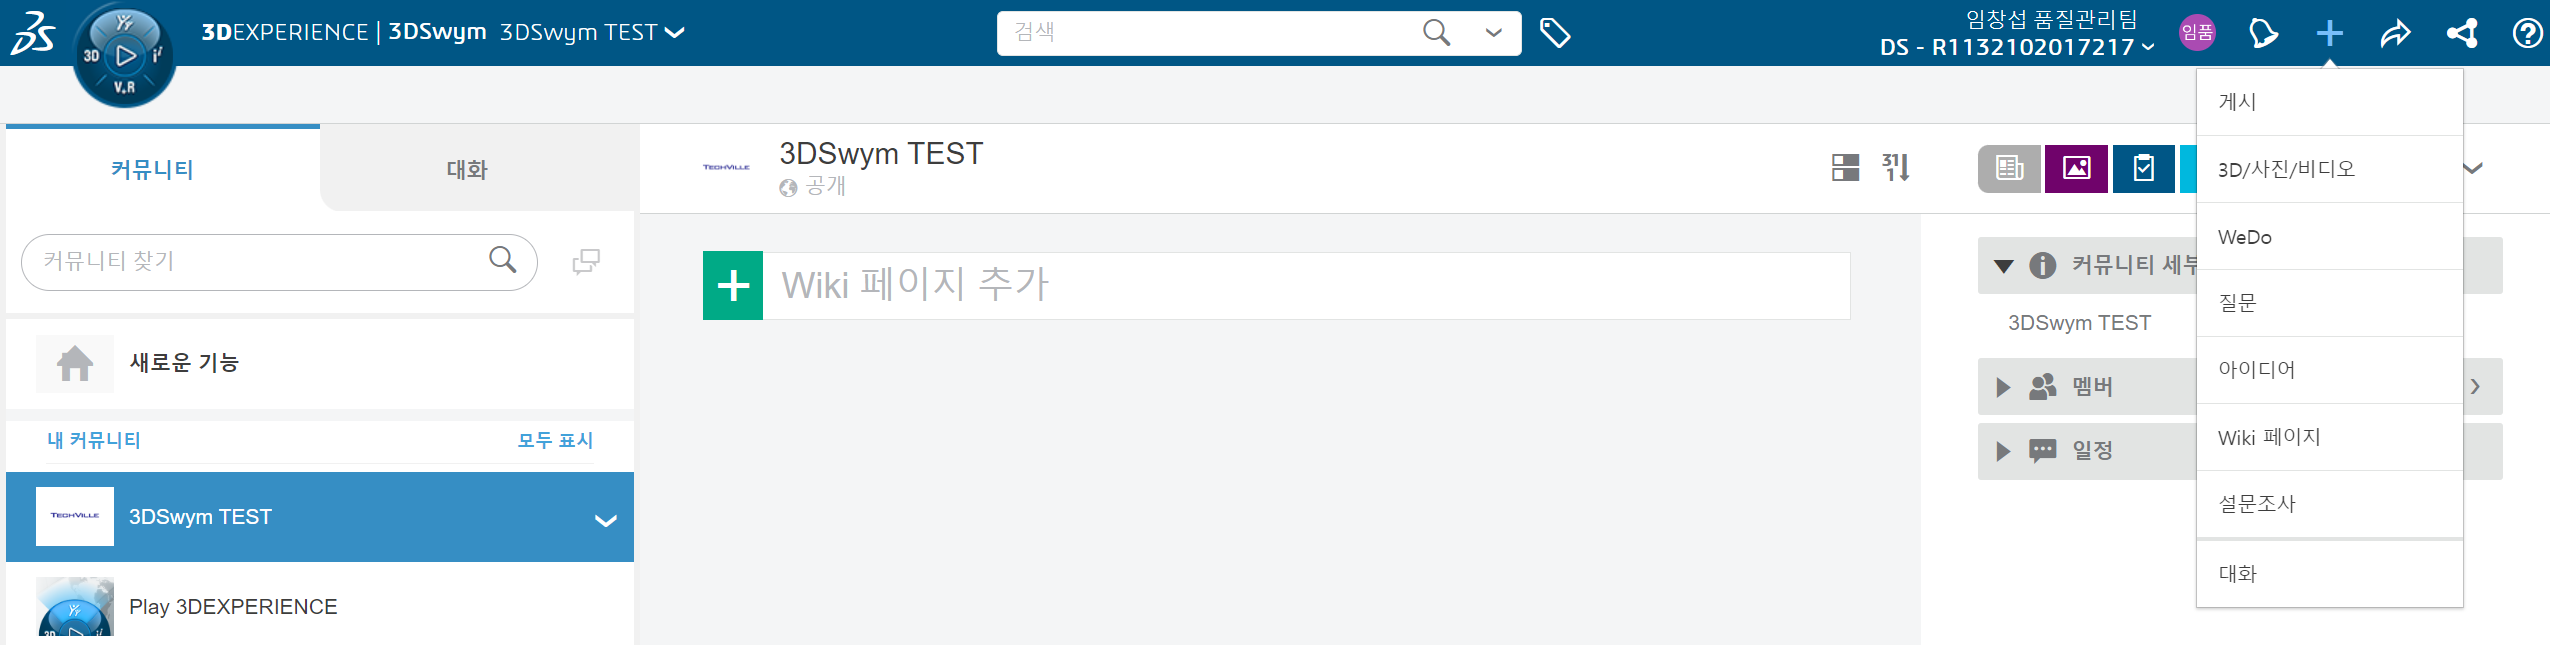 3DEXPERIENCE | 3DSwym 3DSwym TEST
3D
V.R
검색
임창섭 품질관리팀
DS - R1132102017217
임품
커뮤니티
대화
커뮤니티 찾기
새로운 기능
내 커뮤니티
모두 표시
TECHVILLE
3DSwym TEST
Play 3DEXPERIENCE
TECHVILLE
3DSwym TEST
공개
31
1
Wiki 페이지 추가
커뮤니티 세부
3DSwym TEST
멤버
일정
게시
3D/사진/비디오
WeDo
질문
아이디어
Wiki 페이지
설문조사
대화